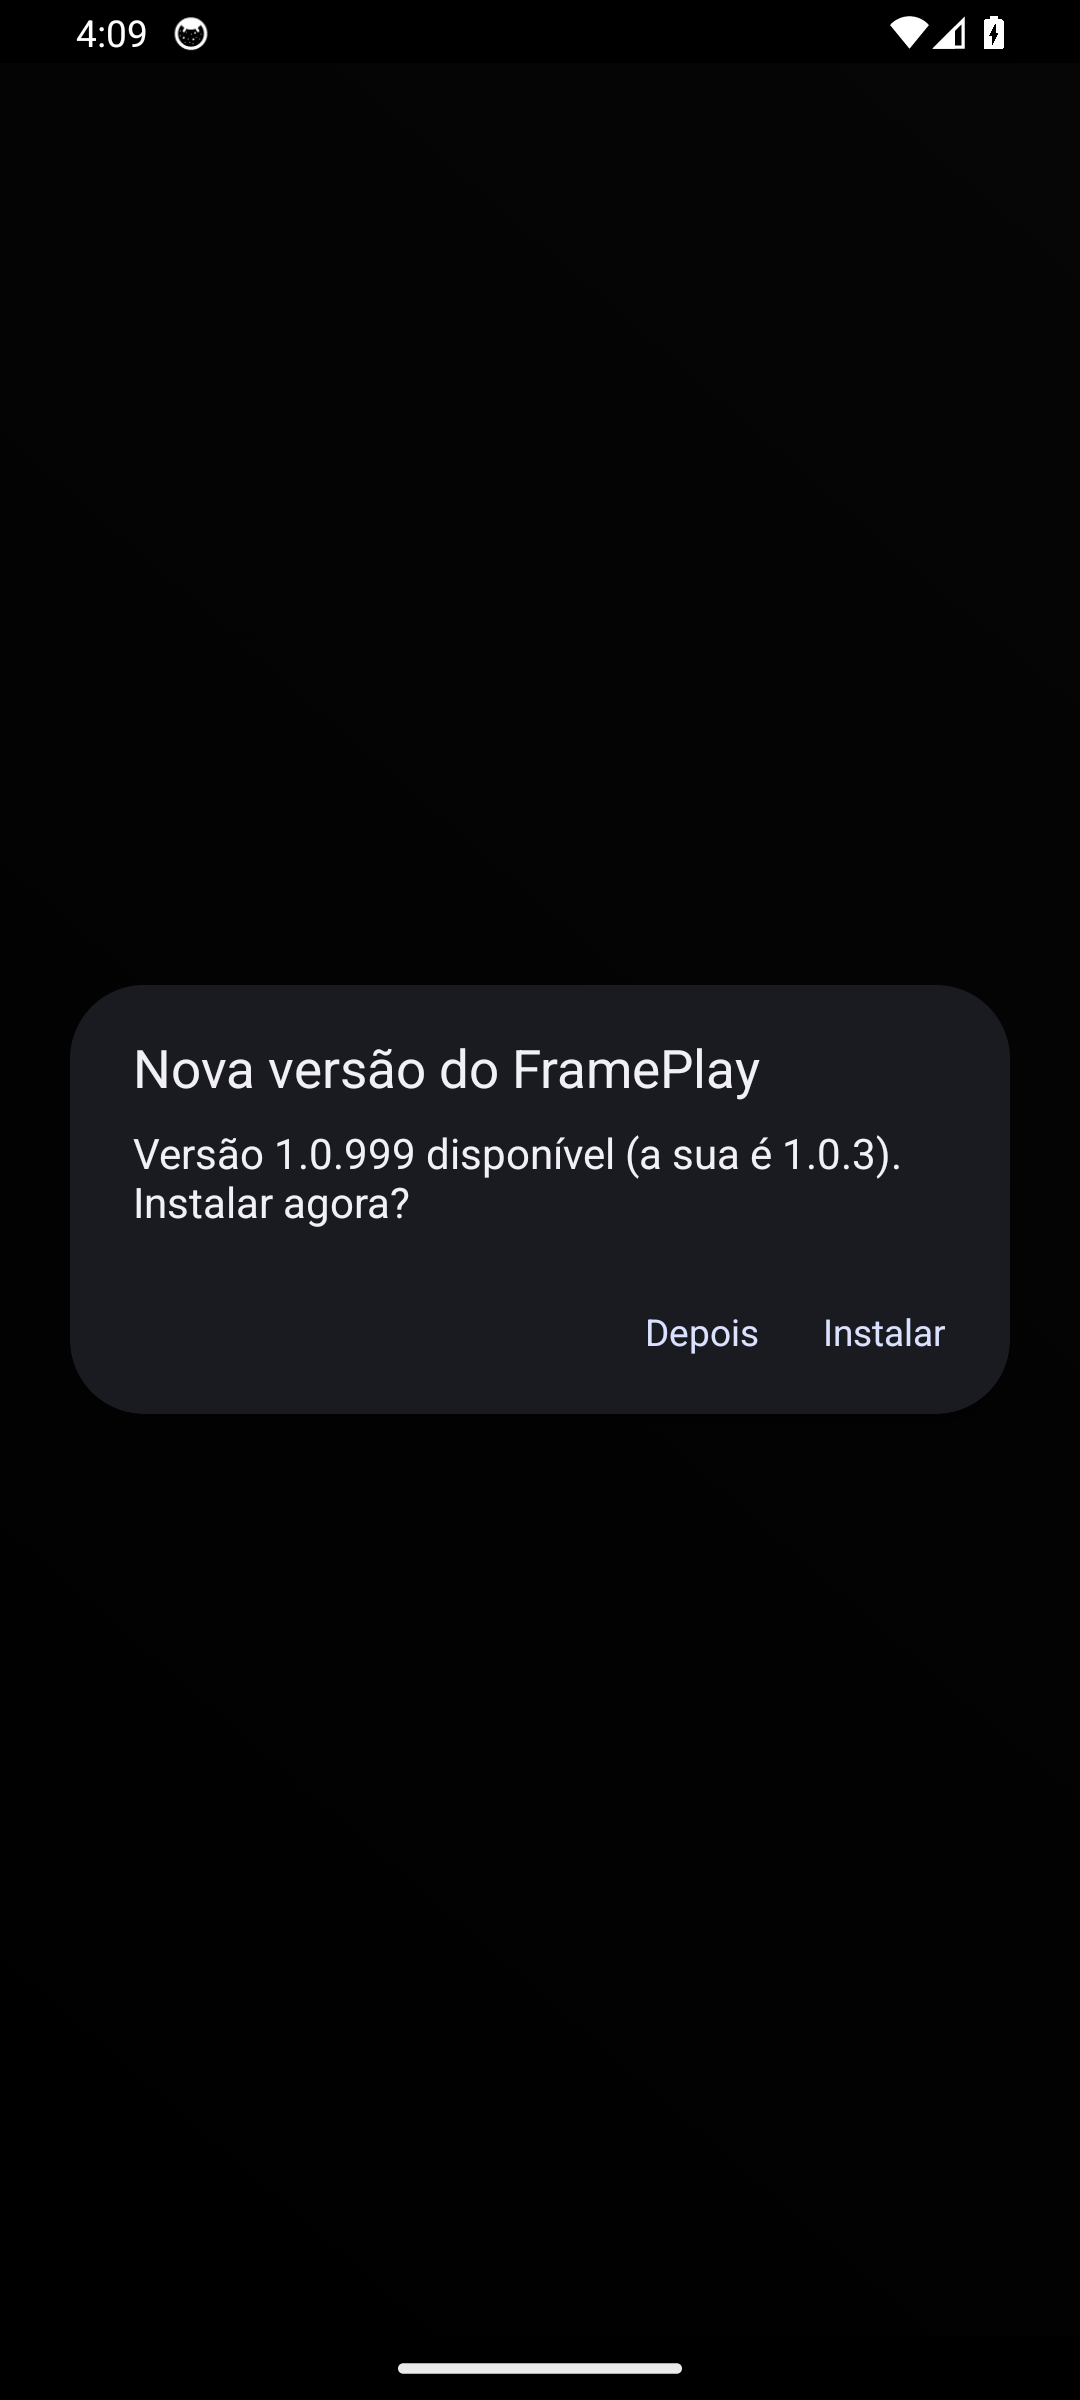 4:09
Nova versão do FramePlay
Versão 1.0.999 disponível (a sua é 1.0.3).
Instalar agora?
Depois Instalar